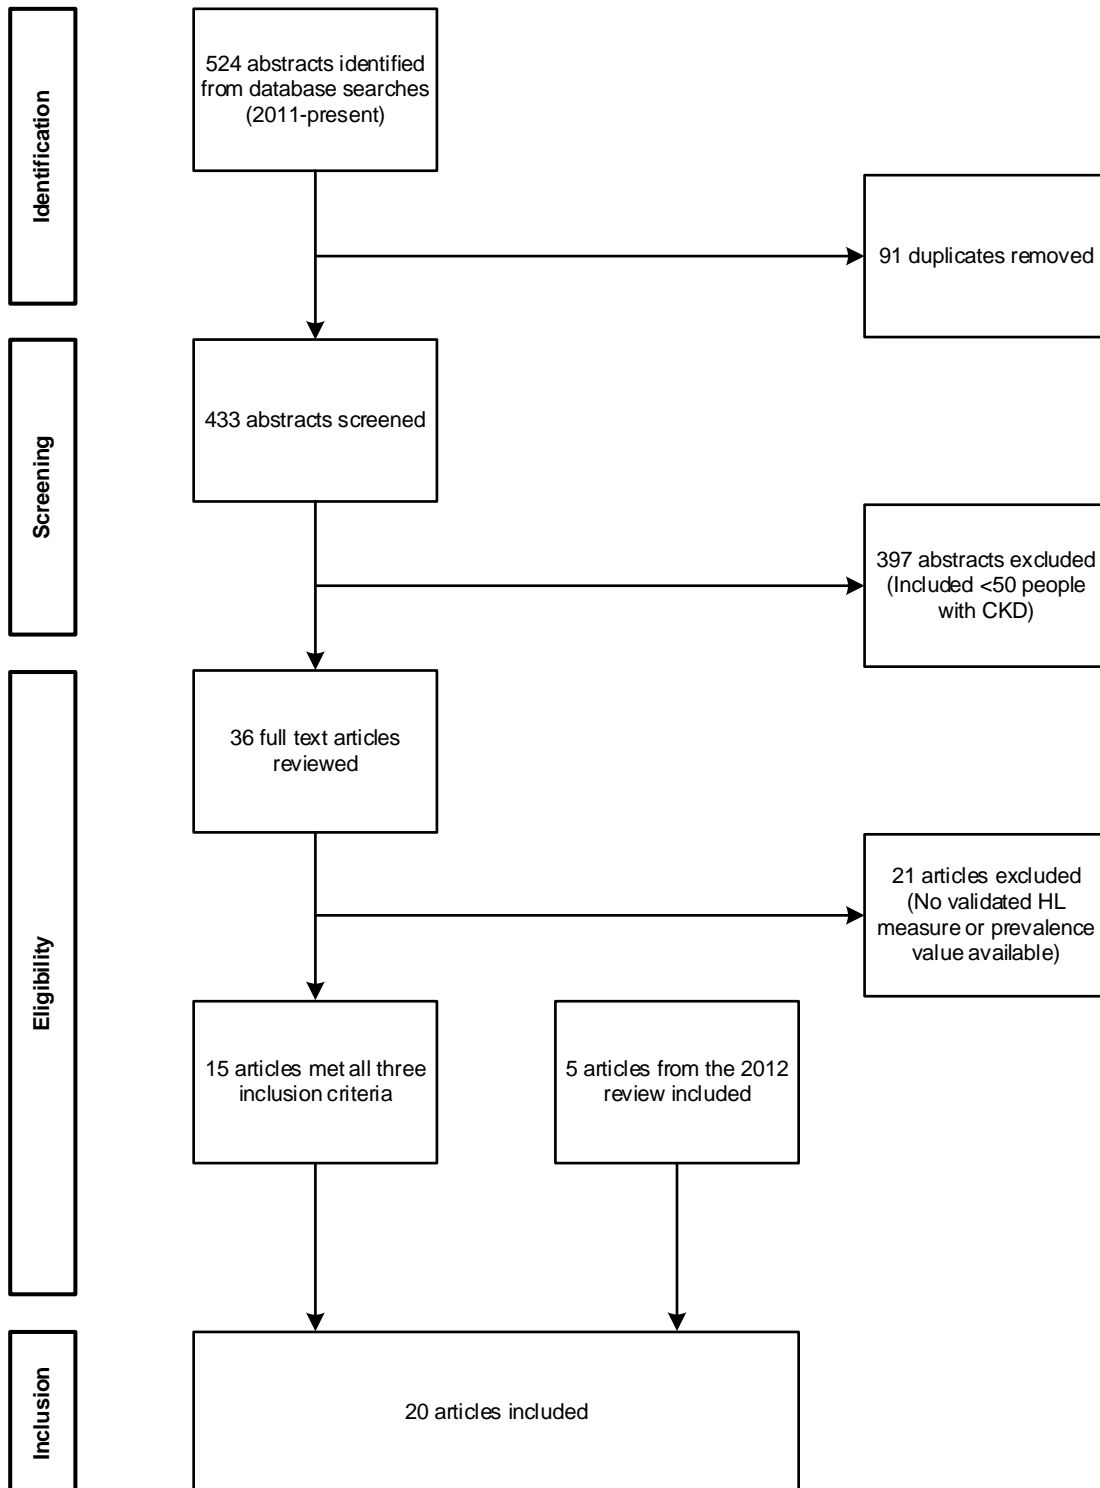 Identification
524 abstracts identified
from database searches
(2011-present)
91 duplicates removed
Screening
433 abstracts screened
397 abstracts excluded
(Included <50 people
with CKD)
Eligibility
36 full text articles
reviewed
21 articles excluded
(No validated HL
measure or prevalence
value available)
15 articles met all three
inclusion criteria
5 articles from the 2012
review included
Inclusion
20 articles included